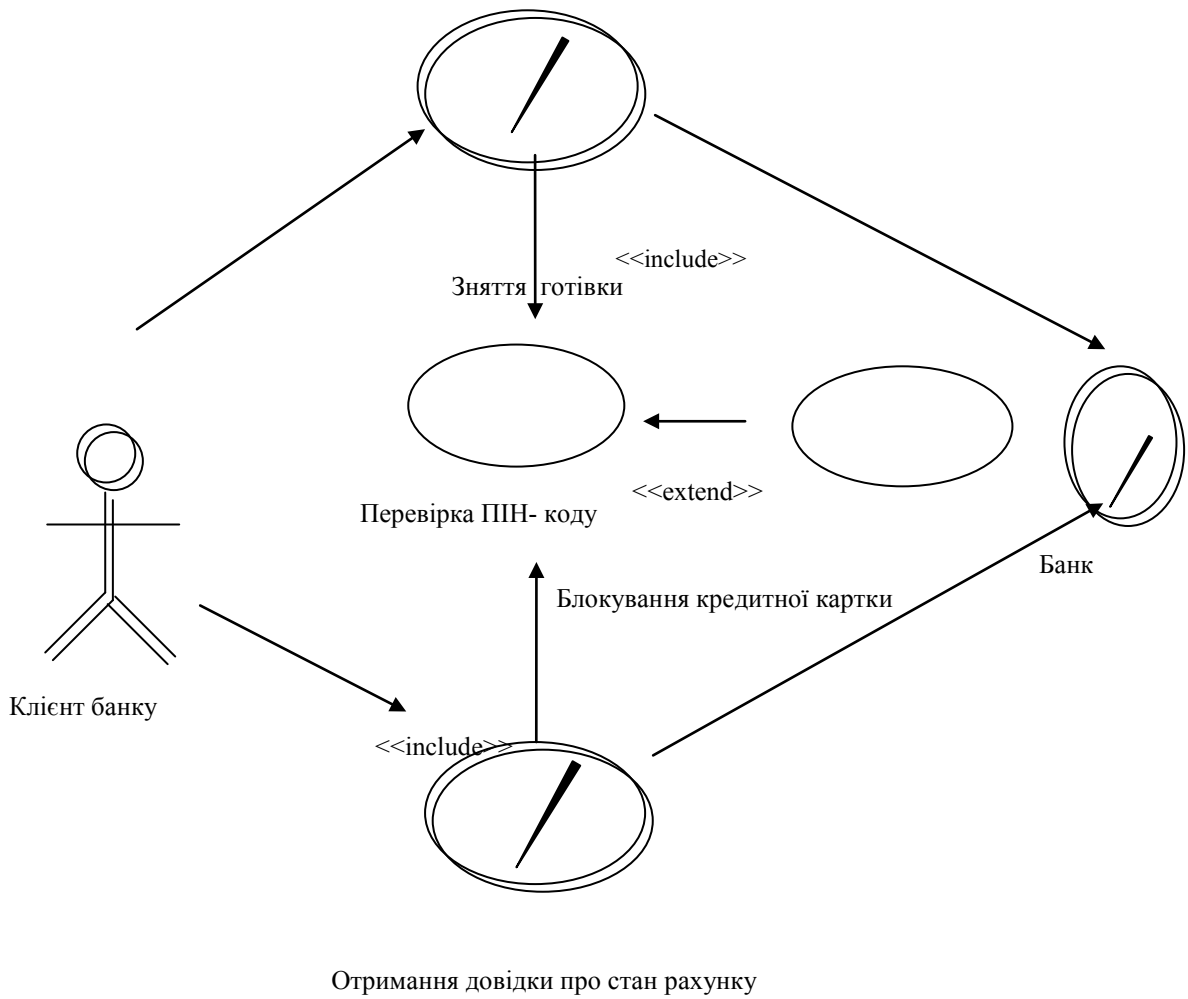 <<include>>
Зняття готівки
<<extend>>
Перевірка ПІН- коду
Банк
Блокування кредитної картки
Клієнт банку
<<include>>
Отримання довідки про стан рахунку